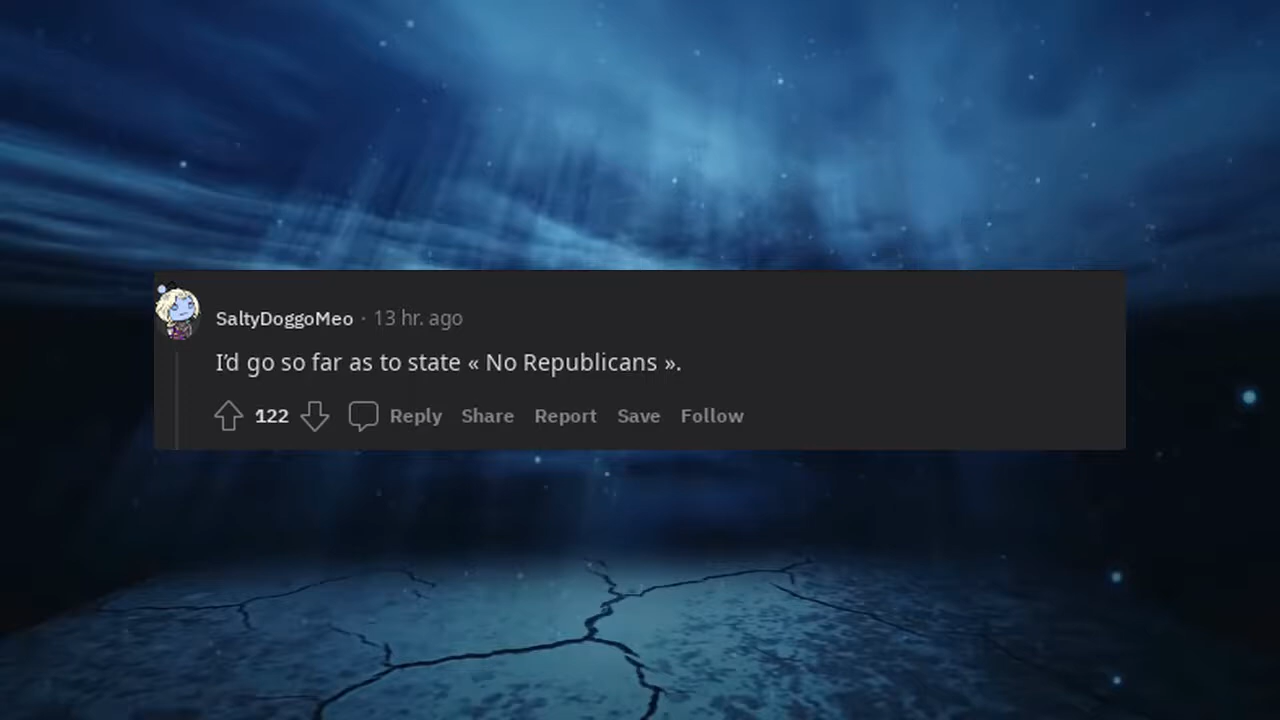 SaltyDoggoMeo · 13 hr. ago
I'd go so far as to state « No Republicans ».
122 Reply Share Report Save Follow